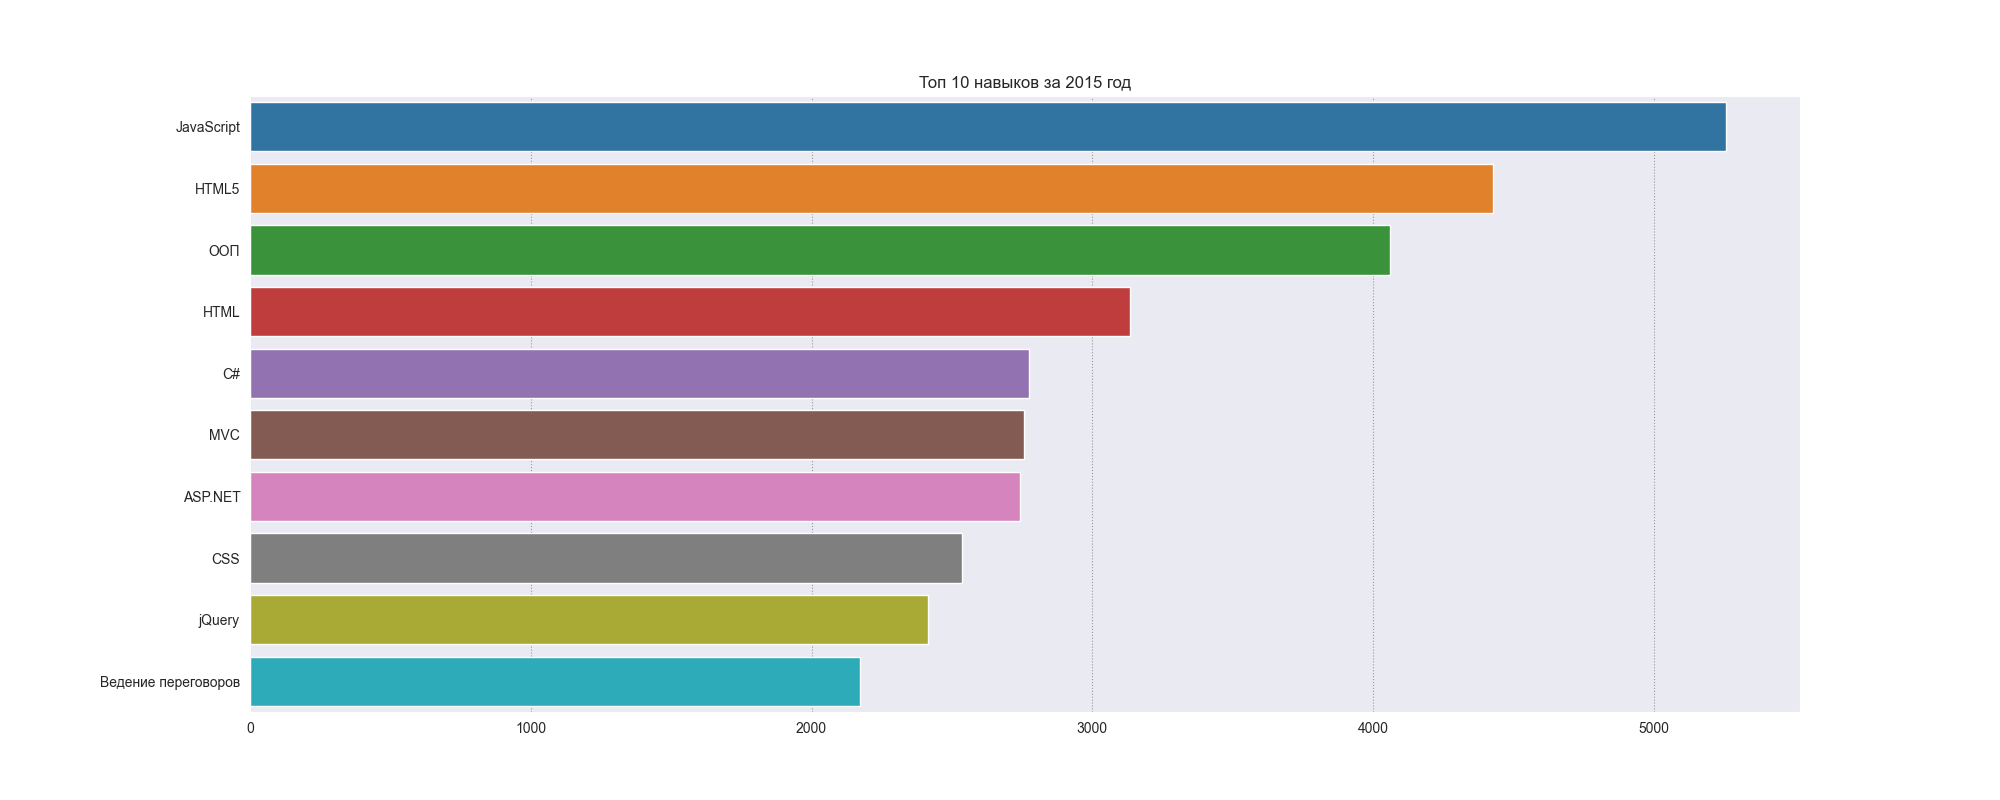 Топ 10 навыков за 2015 год
JavaScript
HTML5
ООП
HTML
C#
MVC
ASP.NET
CSS
jQuery
Ведение переговоров
0 1000 2000 3000 4000 5000